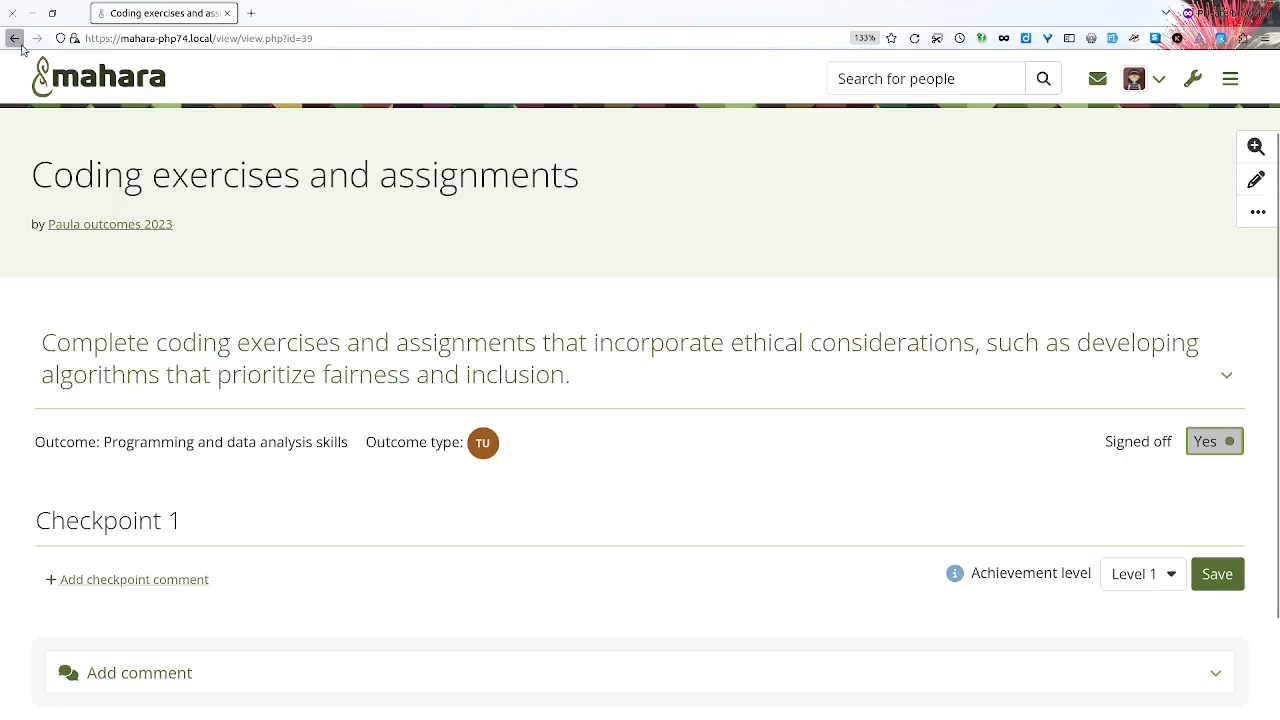 Coding exercises and ass
https://mahara-php74.local/view/view.php?id=39
133%
mahara
Search for people
Coding exercises and assignments
by Paula outcomes 2023
Complete coding exercises and assignments that incorporate ethical considerations, such as developing
algorithms that prioritize fairness and inclusion.
Outcome: Programming and data analysis skills Outcome type: TU
Signed off Yes
Checkpoint 1
+ Add checkpoint comment
Achievement level Level 1 Save
Add comment